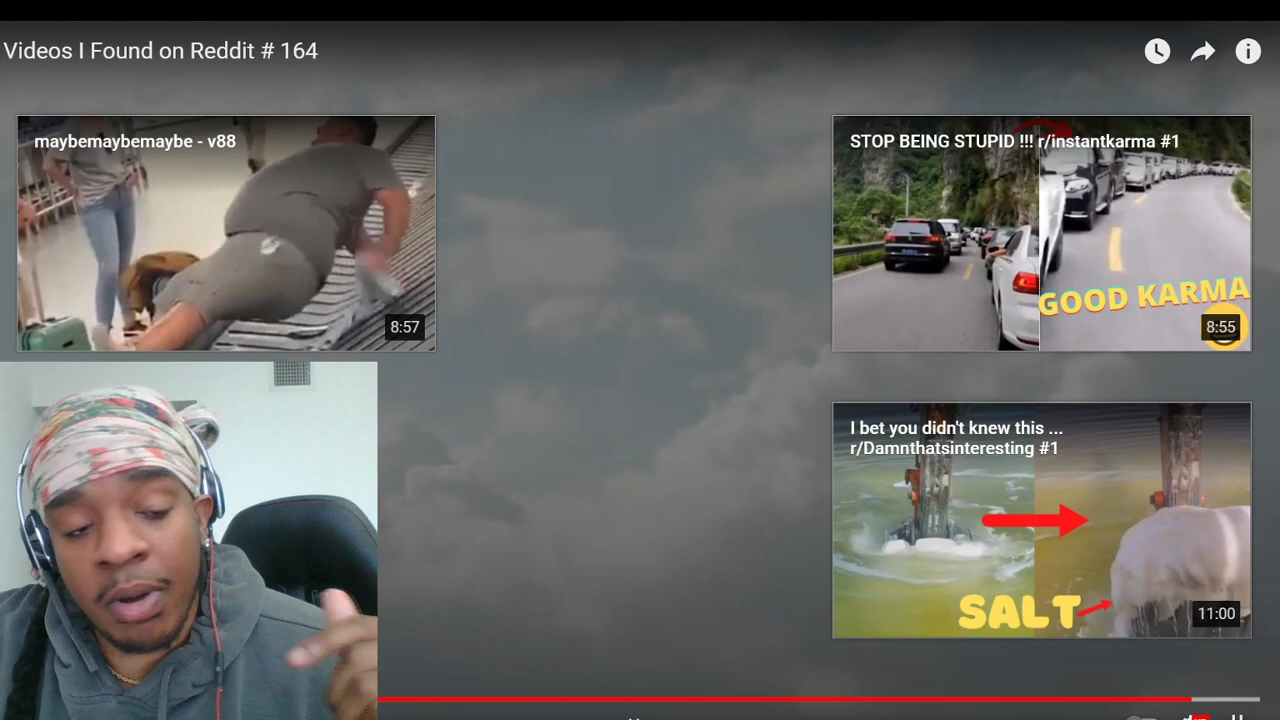 Videos I Found on Reddit # 164
maybemaybemaybe - v88
8:57
STOP BEING STUPID !!! r/instantkarma #1
GOOD KARMA
8:55
I bet you didn't knew this ...
r/Damnthatsinteresting #1
SALT
11:00